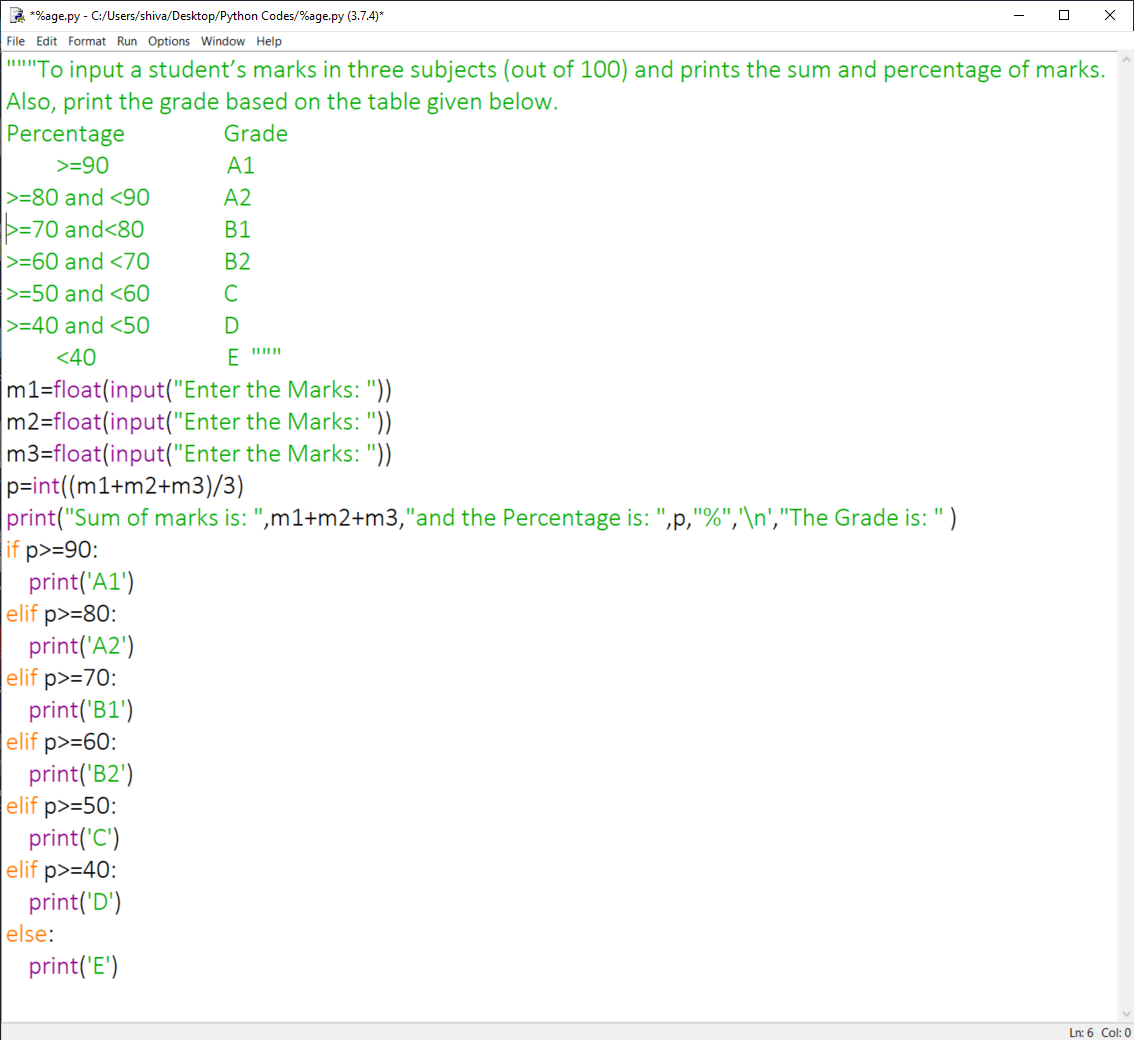 *%age.py - C:/Users/shiva/Desktop/Python Codes/%age.py (3.7.4)*
File Edit Format Run Options Window Help
"""To input a student’s marks in three subjects (out of 100) and prints the sum and percentage of marks.
Also, print the grade based on the table given below.
Percentage Grade
>=90 A1
>=80 and <90 A2
>=70 and<80 B1
>=60 and <70 B2
>=50 and <60 C
>=40 and <50 D
<40 E """
m1=float(input("Enter the Marks: "))
m2=float(input("Enter the Marks: "))
m3=float(input("Enter the Marks: "))
p=int((m1+m2+m3)/3)
print("Sum of marks is: ",m1+m2+m3,"and the Percentage is: ",p,"%",'\n',"The Grade is: " )
if p>=90:
    print('A1')
elif p>=80:
    print('A2')
elif p>=70:
    print('B1')
elif p>=60:
    print('B2')
elif p>=50:
    print('C')
elif p>=40:
    print('D')
else:
    print('E')
Ln: 6 Col: 0